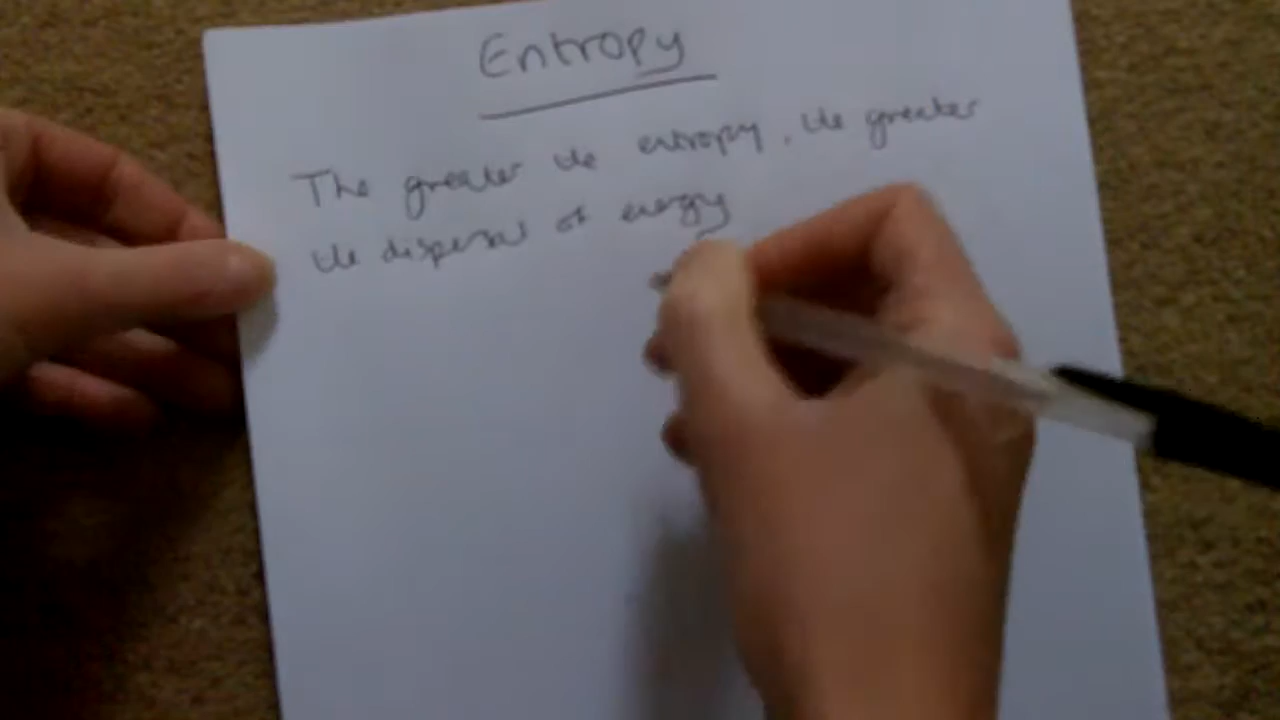 Entropy
The greater the entropy, the greater
the dispersal of energy